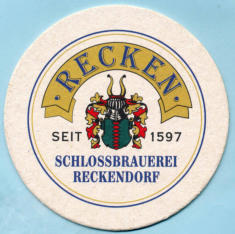 · RECKEN ·
SEIT 1597
SCHLOSSBRAUEREI
RECKENDORF